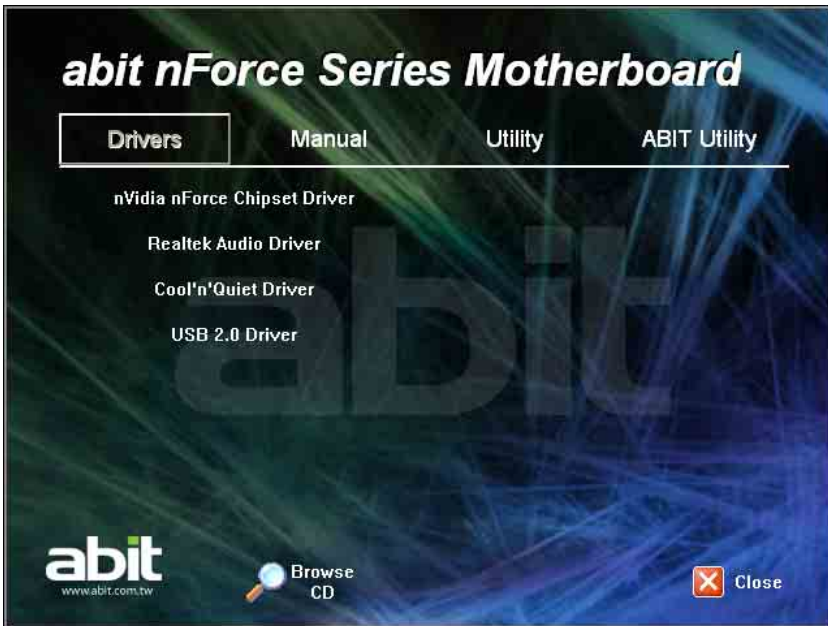 abit nForce Series Motherboard
Drivers Manual Utility ABIT Utility
nVidia nForce Chipset Driver
Realtek Audio Driver
Cool'n'Quiet Driver
USB 2.0 Driver
abit
abit
www.abit.com.tw
Browse
CD
Close